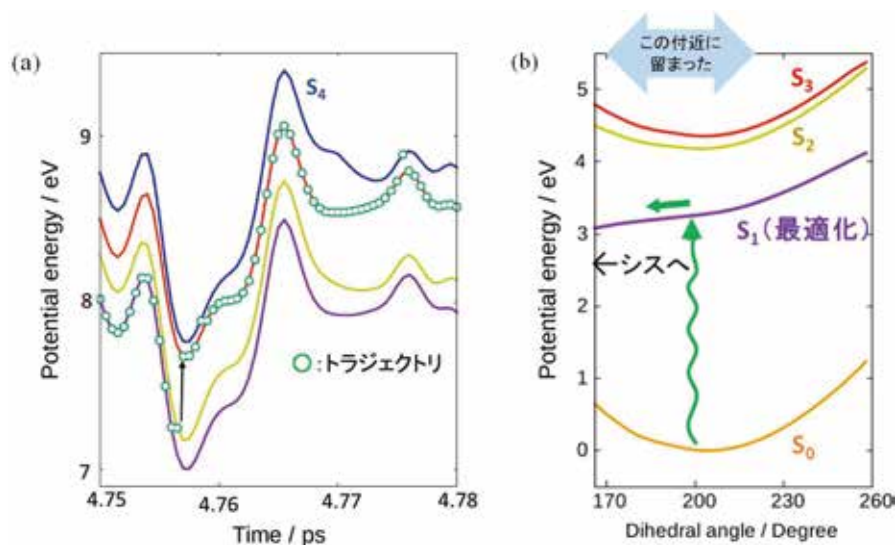 (a)
Potential energy / eV
9
8
7
S4
○:トラジェクトリ
4.75
4.76
4.77
4.78
Time / ps
この付近に
留まった
(b)
Potential energy / eV
5
4
3
2
1
0
S3
S2
S1(最適化)
←シスへ
S0
170
200
230
260
Dihedral angle / Degree